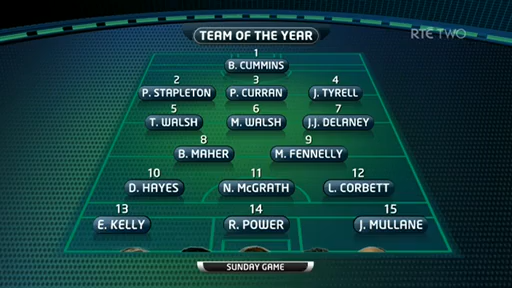 TEAM OF THE YEAR
RTÉ TWO
1
B. CUMMINS
2 3 4
P. STAPLETON P. CURRAN J. TYRELL
5 6 7
T. WALSH M. WALSH J.J. DELANEY
8 9
B. MAHER M. FENNELLY
10 11 12
D. HAYES N. McGRATH L. CORBETT
13 14 15
E. KELLY R. POWER J. MULLANE
SUNDAY GAME